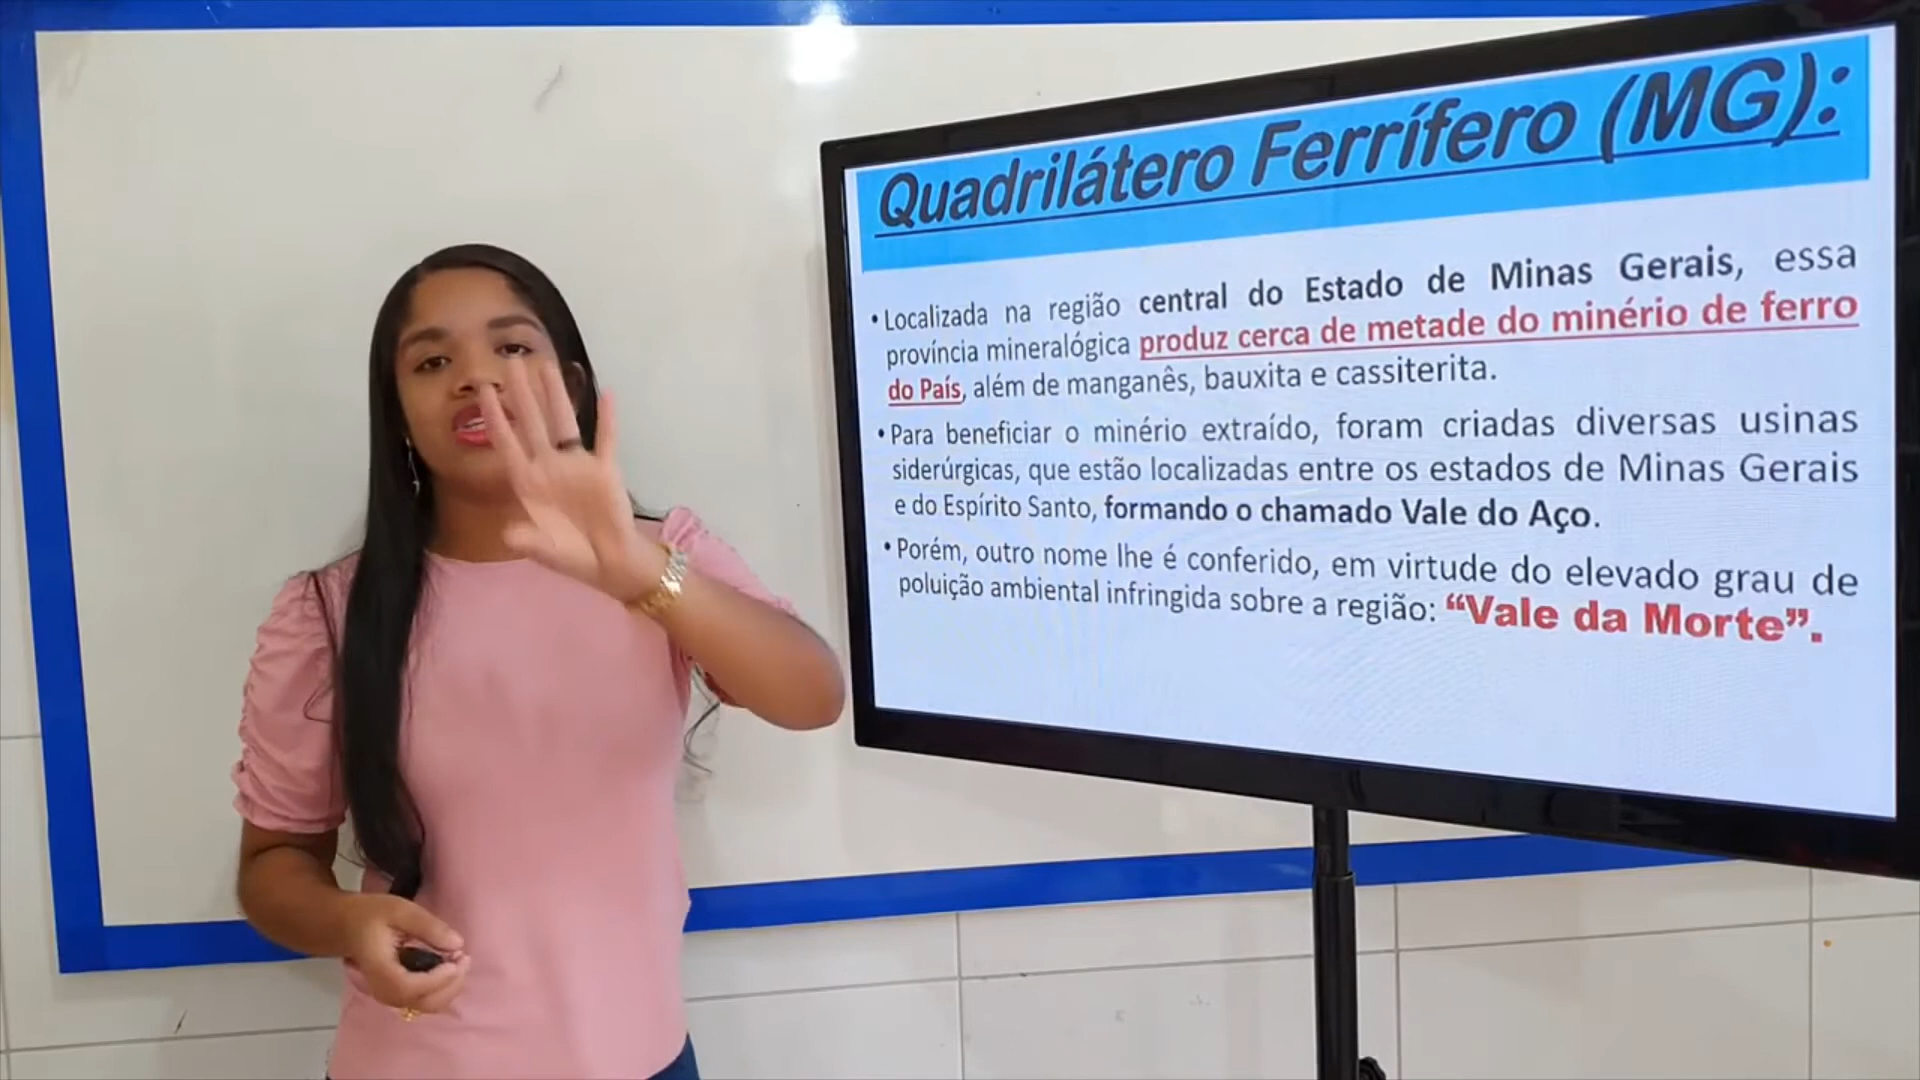 Quadrilátero Ferrífero (MG):
•Localizada na região central do Estado de Minas Gerais, essa
província mineralógica produz cerca de metade do minério de ferro
do País, além de manganês, bauxita e cassiterita.
•Para beneficiar o minério extraído, foram criadas diversas usinas
siderúrgicas, que estão localizadas entre os estados de Minas Gerais
e do Espírito Santo, formando o chamado Vale do Aço.
•Porém, outro nome lhe é conferido, em virtude do elevado grau de
poluição ambiental infringida sobre a região: “Vale da Morte”.